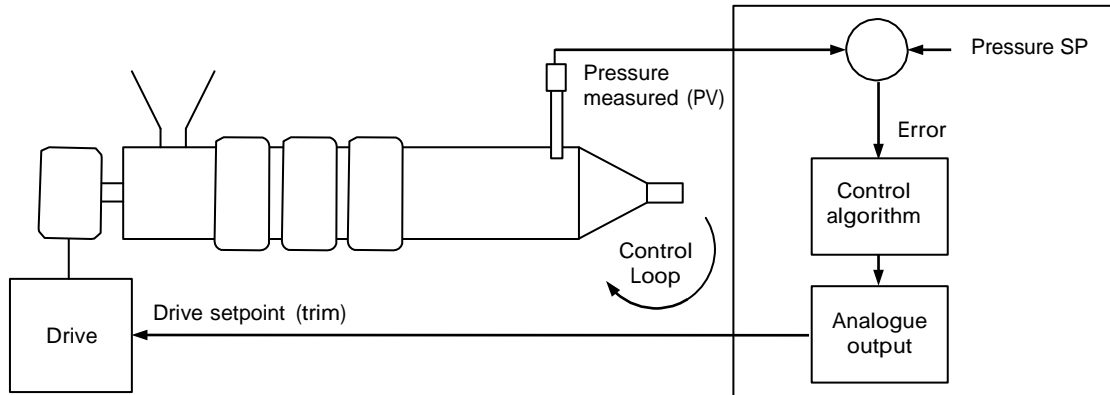 Pressure SP
Pressure
measured (PV)
Error
Control
algorithm
Control
Loop
Drive setpoint (trim)
Drive
Analogue
output